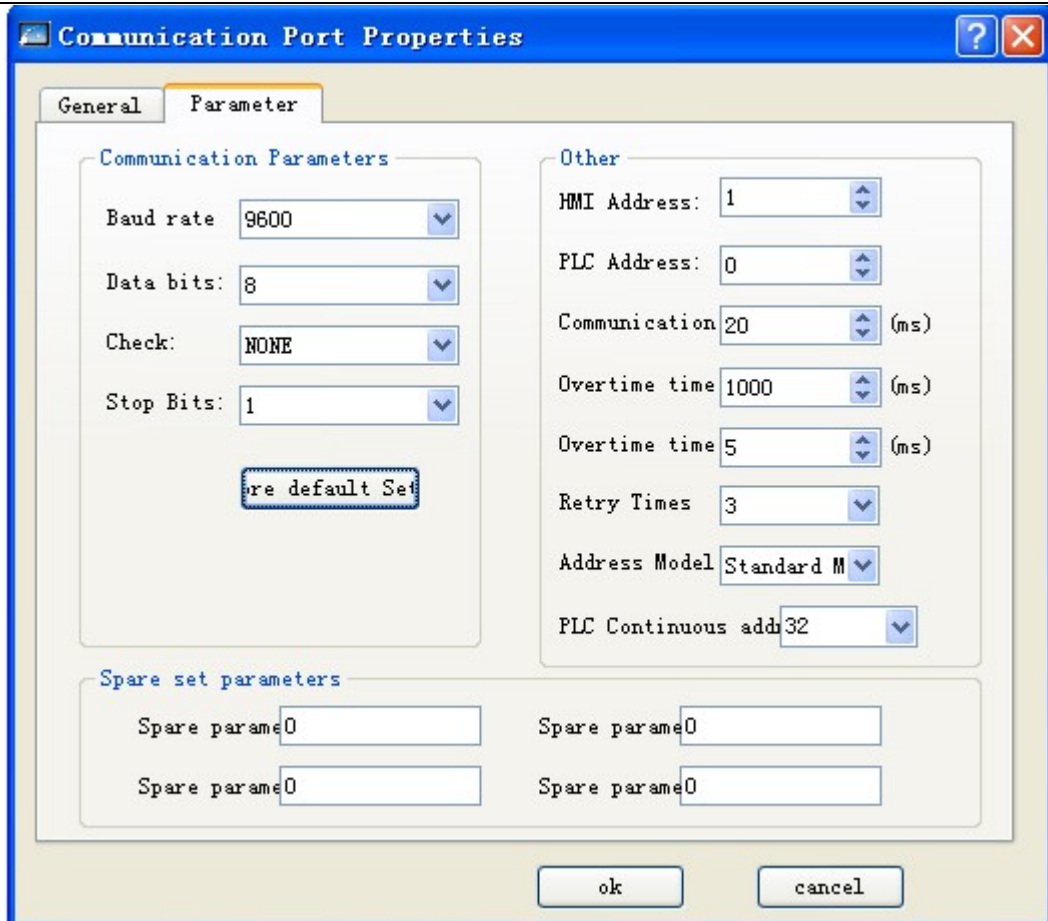 Communication Port Properties
General
Parameter
Communication Parameters
Baud rate 9600
Data bits: 8
Check: NONE
Stop Bits: 1
re default Set
Other
HMI Address: 1
PLC Address: 0
Communication 20 (ms)
Overtime time 1000 (ms)
Overtime time 5 (ms)
Retry Times 3
Address Model Standard M
PLC Continuous add 32
Spare set parameters
Spare parame 0
Spare parame 0
Spare parame 0
Spare parame 0
ok
cancel